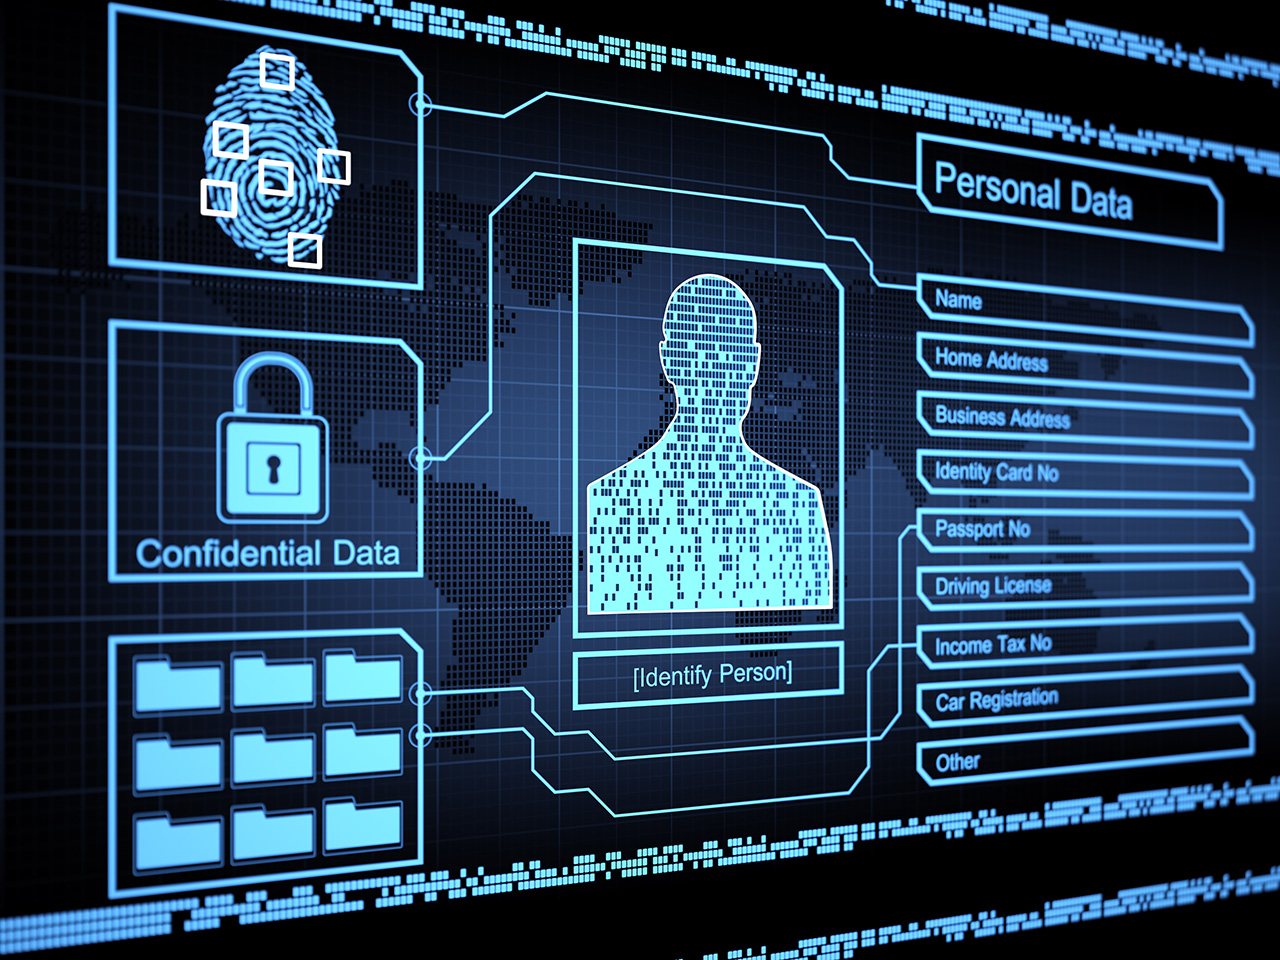 Personal Data
Name
Home Address
Business Address
Identity Card No
Passport No
Driving License
Income Tax No
Car Registration
Other
Confidential Data
[Identify Person]